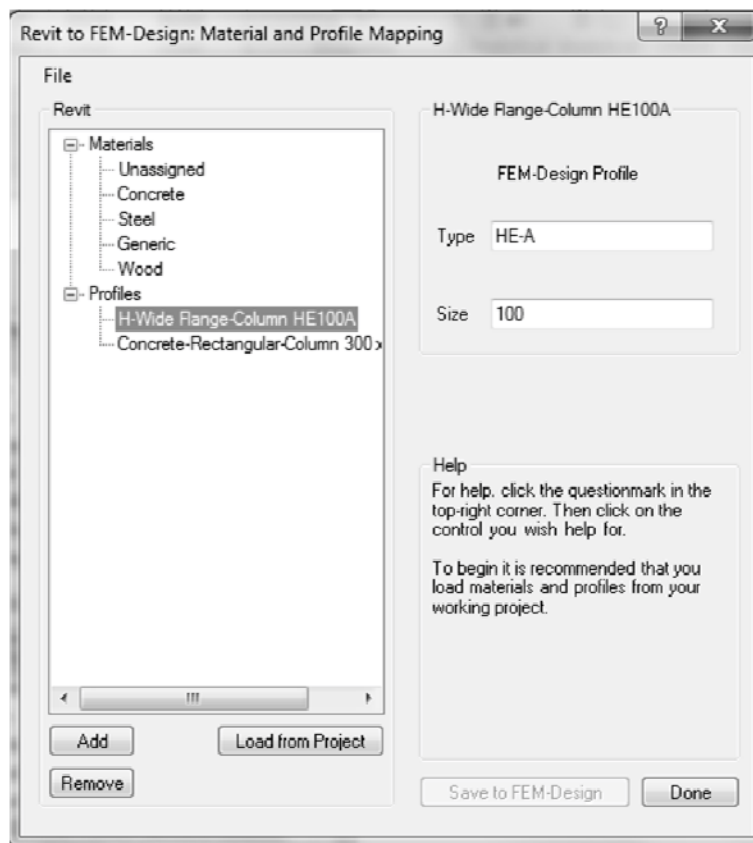 Revit to FEM-Design: Material and Profile Mapping
File
Revit
Materials
Unassigned
Concrete
Steel
Generic
Wood
Profiles
H-Wide Flange-Column HE100A
Concrete-Rectangular-Column 300 x
Add
Load from Project
Remove
H-Wide Flange-Column HE100A
FEM-Design Profile
Type HE-A
Size 100
Help
For help, click the questionmark in the
top-right corner. Then click on the
control you wish help for.
To begin it is recommended that you
load materials and profiles from your
working project.
Save to FEM-Design
Done